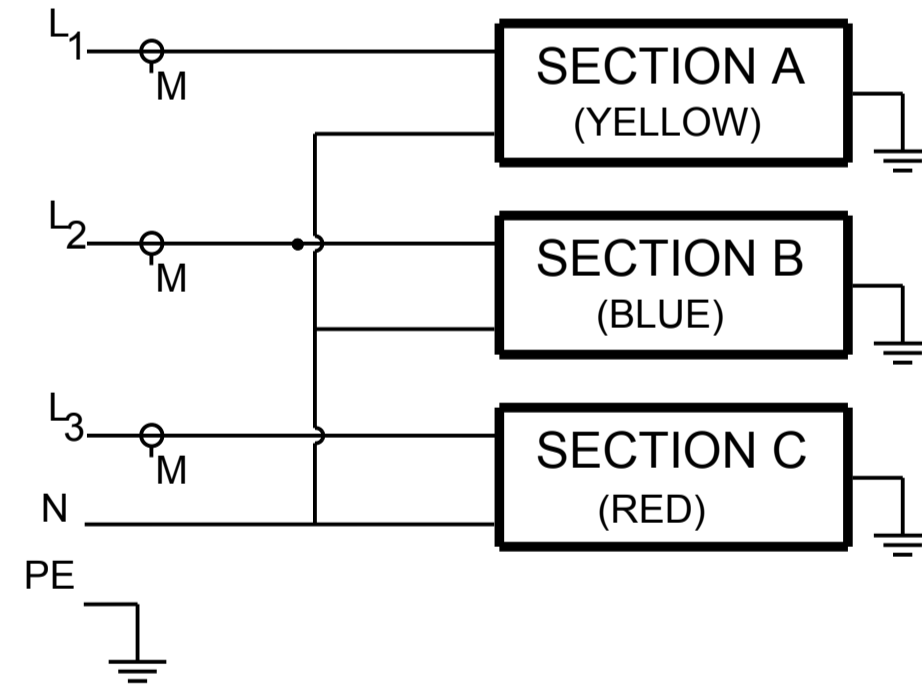 L1
M
SECTION A
(YELLOW)
L2
M
SECTION B
(BLUE)
L3
M
SECTION C
(RED)
N
PE